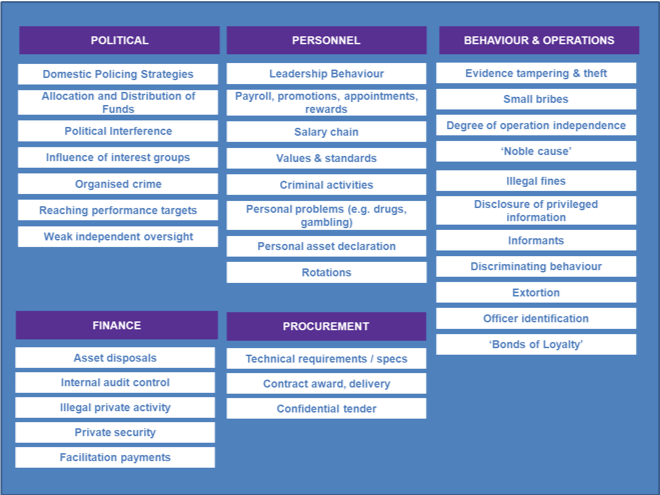 POLITICAL
Domestic Policing Strategies
Allocation and Distribution of
Funds
Political Interference
Influence of interest groups
Organised crime
Reaching performance targets
Weak independent oversight
PERSONNEL
Leadership Behaviour
Payroll, promotions, appointments,
rewards
Salary chain
Values & standards
Criminal activities
Personal problems (e.g. drugs,
gambling)
Personal asset declaration
Rotations
BEHAVIOUR & OPERATIONS
Evidence tampering & theft
Small bribes
Degree of operation independence
‘Noble cause’
Illegal fines
Disclosure of privileged
information
Informants
Discriminating behaviour
Extortion
Officer identification
‘Bonds of Loyalty’
FINANCE
Asset disposals
Internal audit control
Illegal private activity
Private security
Facilitation payments
PROCUREMENT
Technical requirements / specs
Contract award, delivery
Confidential tender